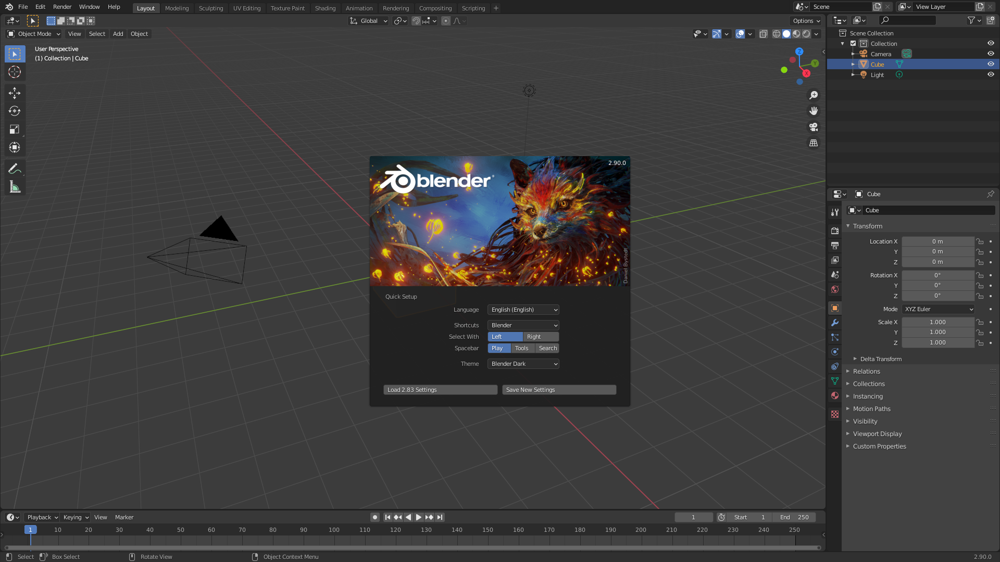 File Edit Render Window Help Layout Modeling Sculpting UV Editing Texture Paint Shading Animation Rendering Compositing Scripting + Scene View Layer
Global Options
Object Mode View Select Add Object
User Perspective
(1) Collection | Cube
Z
Y
X
Scene Collection
Collection
Camera
Cube
Light
2.90.0
blender
Daniel Bystedt
Quick Setup
Language English (English)
Shortcuts Blender
Select With Left Right
Spacebar Play Tools Search
Theme Blender Dark
Load 2.83 Settings Save New Settings
Cube
Cube
Transform
Location X 0 m
Y 0 m
Z 0 m
Rotation X 0°
Y 0°
Z 0°
Mode XYZ Euler
Scale X 1.000
Y 1.000
Z 1.000
Delta Transform
Relations
Collections
Instancing
Motion Paths
Visibility
Viewport Display
Custom Properties
Playback Keying View Marker 1 Start 1 End 250
1 10 20 30 40 50 60 70 80 90 100 110 120 130 140 150 160 170 180 190 200 210 220 230 240 250
Select Box Select Rotate View Object Context Menu 2.90.0